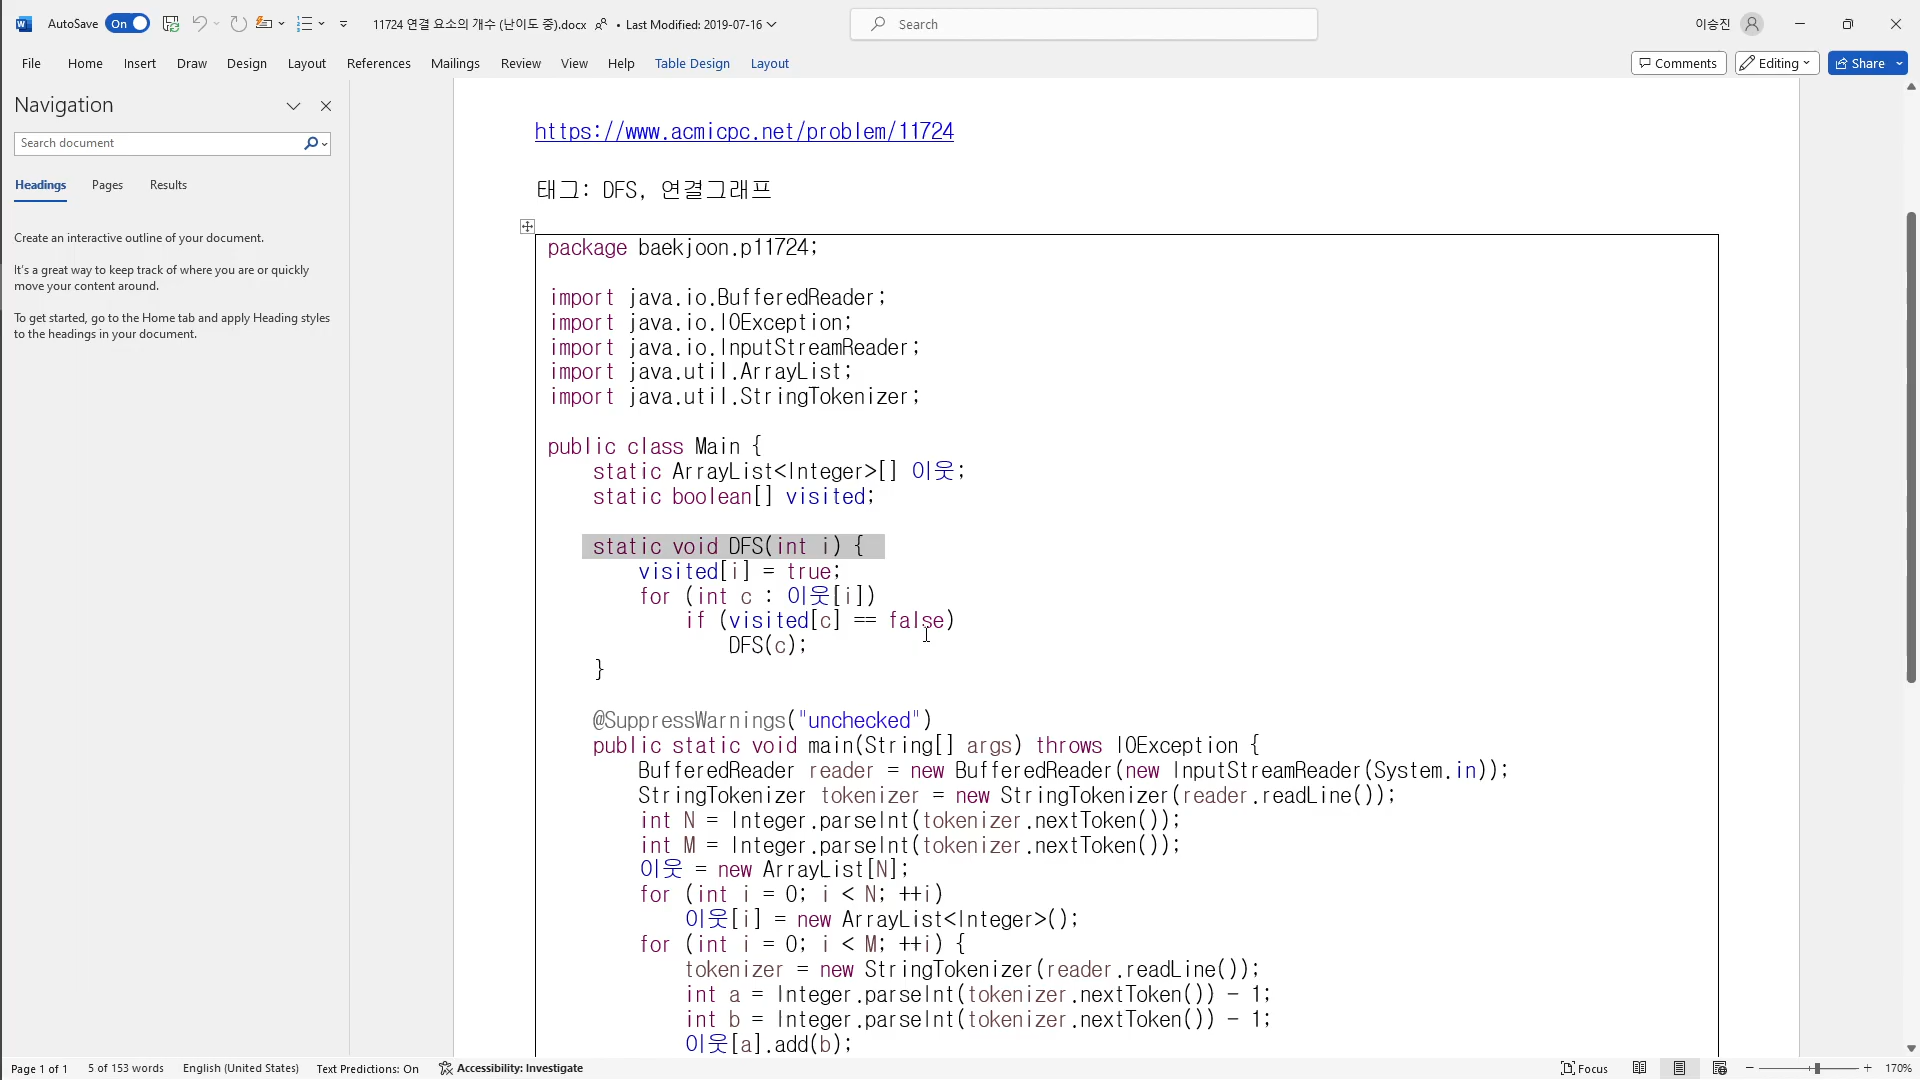 AutoSave On 11724 연결 요소의 개수 (난이도 중).docx • Last Modified: 2019-07-16 Search 이승진
File Home Insert Draw Design Layout References Mailings Review View Help Table Design Layout Comments Editing Share
Navigation
Search document
Headings Pages Results
Create an interactive outline of your document.
It's a great way to keep track of where you are or quickly
move your content around.
To get started, go to the Home tab and apply Heading styles
to the headings in your document.
https://www.acmicpc.net/problem/11724
태그: DFS, 연결그래프
package baekjoon.p11724;
import java.io.BufferedReader;
import java.io.IOException;
import java.io.InputStreamReader;
import java.util.ArrayList;
import java.util.StringTokenizer;
public class Main {
static ArrayList<Integer>[] 이웃;
static boolean[] visited;
static void DFS(int i) {
visited[i] = true;
for (int c : 이웃[i])
if (visited[c] == false)
DFS(c);
}
@SuppressWarnings("unchecked")
public static void main(String[] args) throws IOException {
BufferedReader reader = new BufferedReader(new InputStreamReader(System.in));
StringTokenizer tokenizer = new StringTokenizer(reader.readLine());
int N = Integer.parseInt(tokenizer.nextToken());
int M = Integer.parseInt(tokenizer.nextToken());
이웃 = new ArrayList[N];
for (int i = 0; i < N; ++i)
이웃[i] = new ArrayList<Integer>();
for (int i = 0; i < M; ++i) {
tokenizer = new StringTokenizer(reader.readLine());
int a = Integer.parseInt(tokenizer.nextToken()) - 1;
int b = Integer.parseInt(tokenizer.nextToken()) - 1;
이웃[a].add(b);
Page 1 of 1 5 of 153 words English (United States) Text Predictions: On Accessibility: Investigate Focus 170%